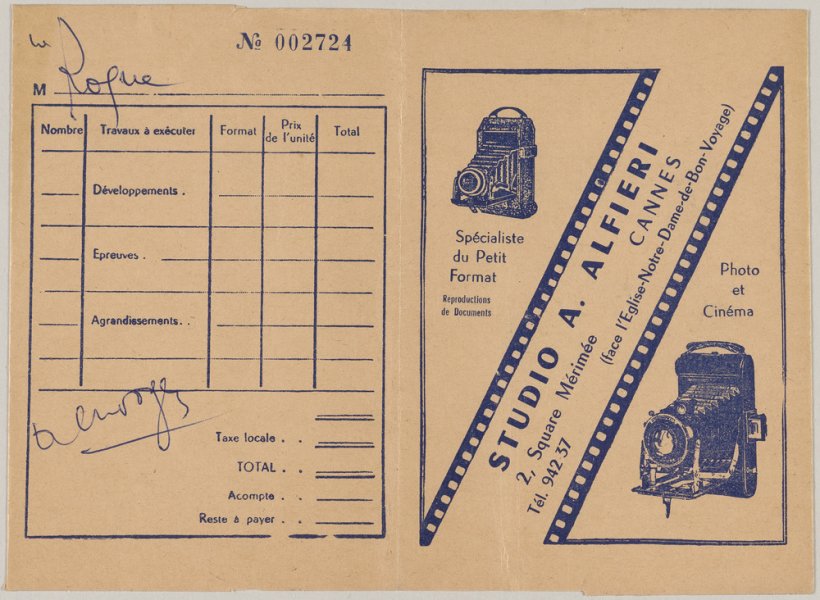 № 002724
M Rogue
Nombre Travaux à exécuter Format Prix de l'unité Total
Développements .
Epreuves .
Agrandissements. .
a envoyer
Taxe locale . .
TOTAL . .
Acompte . .
Reste à payer . .
Spécialiste
du Petit
Format
Reproductions
de Documents
STUDIO A. ALFIERI
2, Square Mérimée CANNES
Tél. 942 37 (face l'Eglise-Notre-Dame-de-Bon-Voyage)
Photo
et
Cinéma